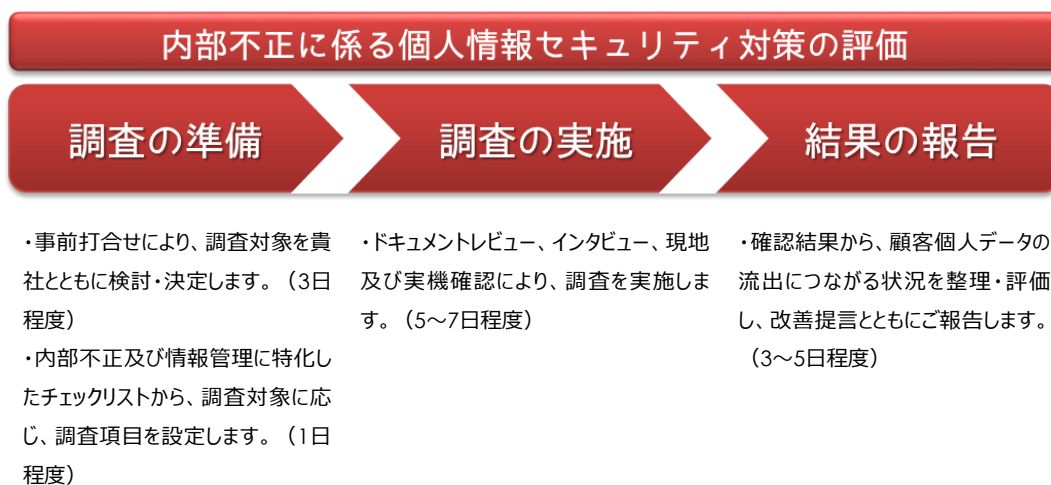 内部不正に係る個人情報セキュリティ対策の評価
調査の準備
調査の実施
結果の報告
・事前打合せにより、調査対象を貴
社とともに検討・決定します。（3日
程度）
・内部不正及び情報管理に特化し
たチェックリストから、調査対象に応
じ、調査項目を設定します。（1日
程度）
・ドキュメントレビュー、インタビュー、現地
及び実機確認により、調査を実施しま
す。（5～7日程度）
・確認結果から、顧客個人データの
流出につながる状況を整理・評価
し、改善提言とともにご報告します。
（3～5日程度）